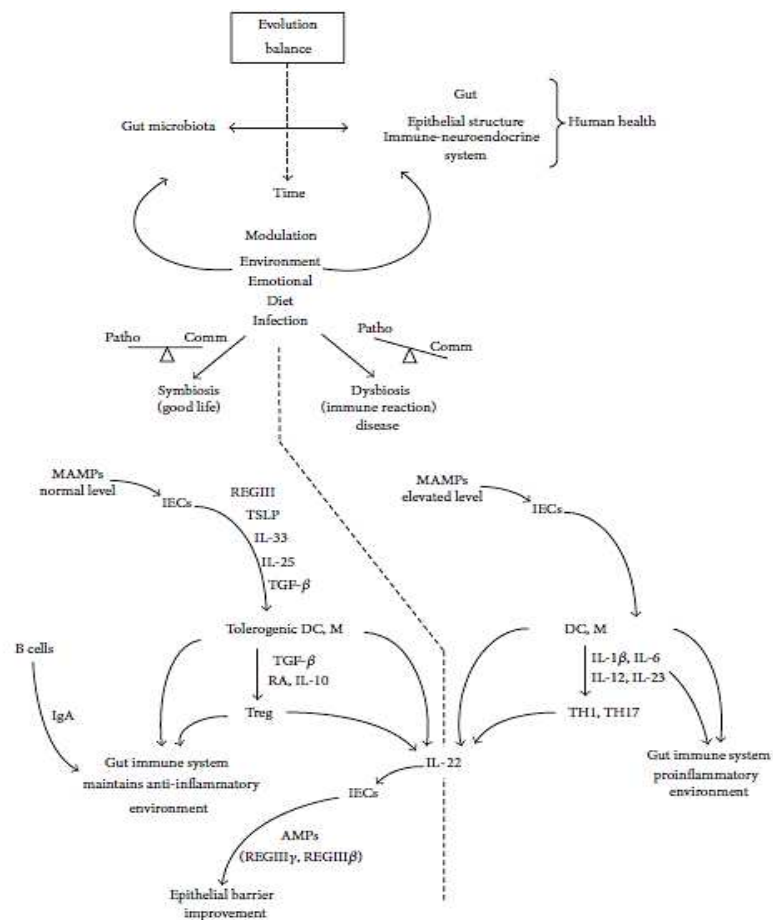 Evolution
balance
Gut microbiota
Gut
Epithelial structure
Immune-neuroendocrine
system
Human health
Time
Modulation
Environment
Emotional
Diet
Infection
Patho
Comm
Patho
Comm
Symbiosis
(good life)
Dysbiosis
(immune reaction)
disease
MAMPs
normal level
IECs
REGIII
TSLP
IL-33
IL-25
TGF-β
MAMPs
elevated level
IECs
Tolerogenic DC, M
DC, M
B cells
IgA
TGF-β
RA, IL-10
Treg
IL-1β, IL-6
IL-12, IL-23
TH1, TH17
Gut immune system
maintains anti-inflammatory
environment
IL-22
Gut immune system
proinflammatory
environment
IECs
AMPs
(REGIIIγ, REGIIIβ)
Epithelial barrier
improvement